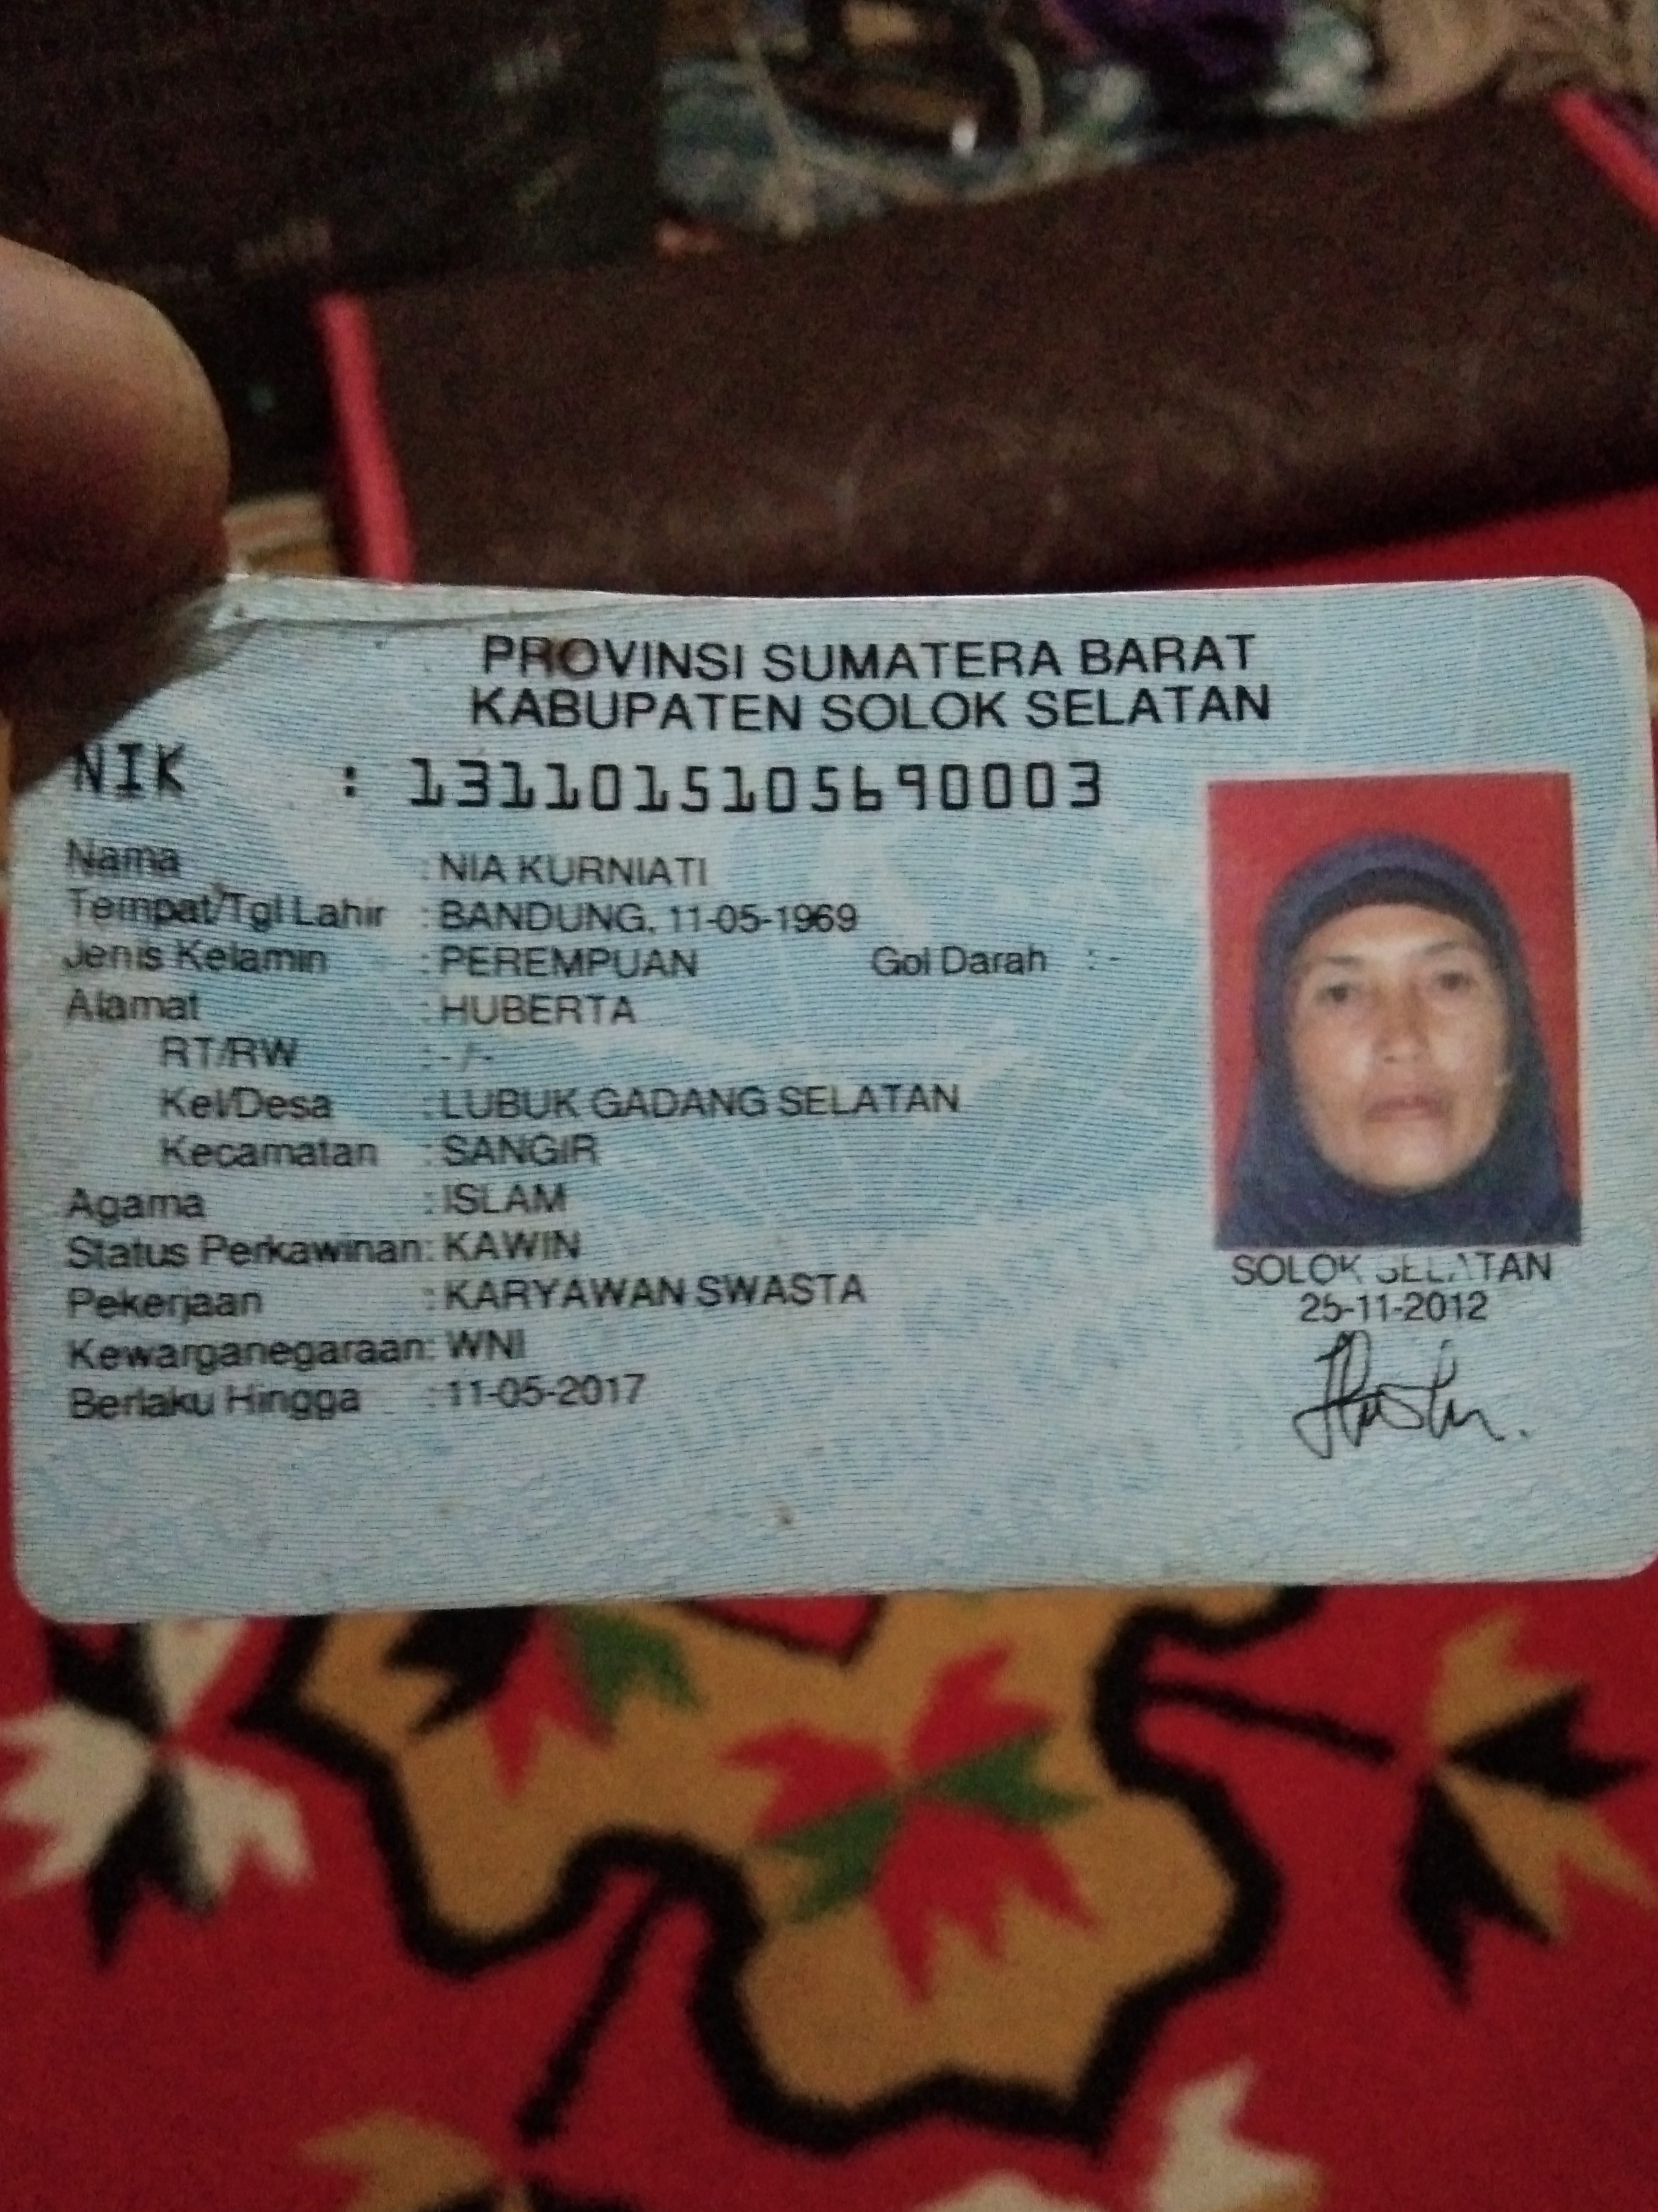 PROVINSI SUMATERA BARAT
KABUPATEN SOLOK SELATAN
NIK : 1311015105690003
Nama : NIA KURNIATI
Tempat/Tgl Lahir : BANDUNG, 11-05-1969
Jenis Kelamin : PEREMPUAN Gol Darah : -
Alamat : HUBERTA
RT/RW : - / -
Kel/Desa : LUBUK GADANG SELATAN
Kecamatan : SANGIR
Agama : ISLAM
Status Perkawinan : KAWIN
Pekerjaan : KARYAWAN SWASTA
Kewarganegaraan : WNI
Berlaku Hingga : 11-05-2017
SOLOK SELATAN
25-11-2012